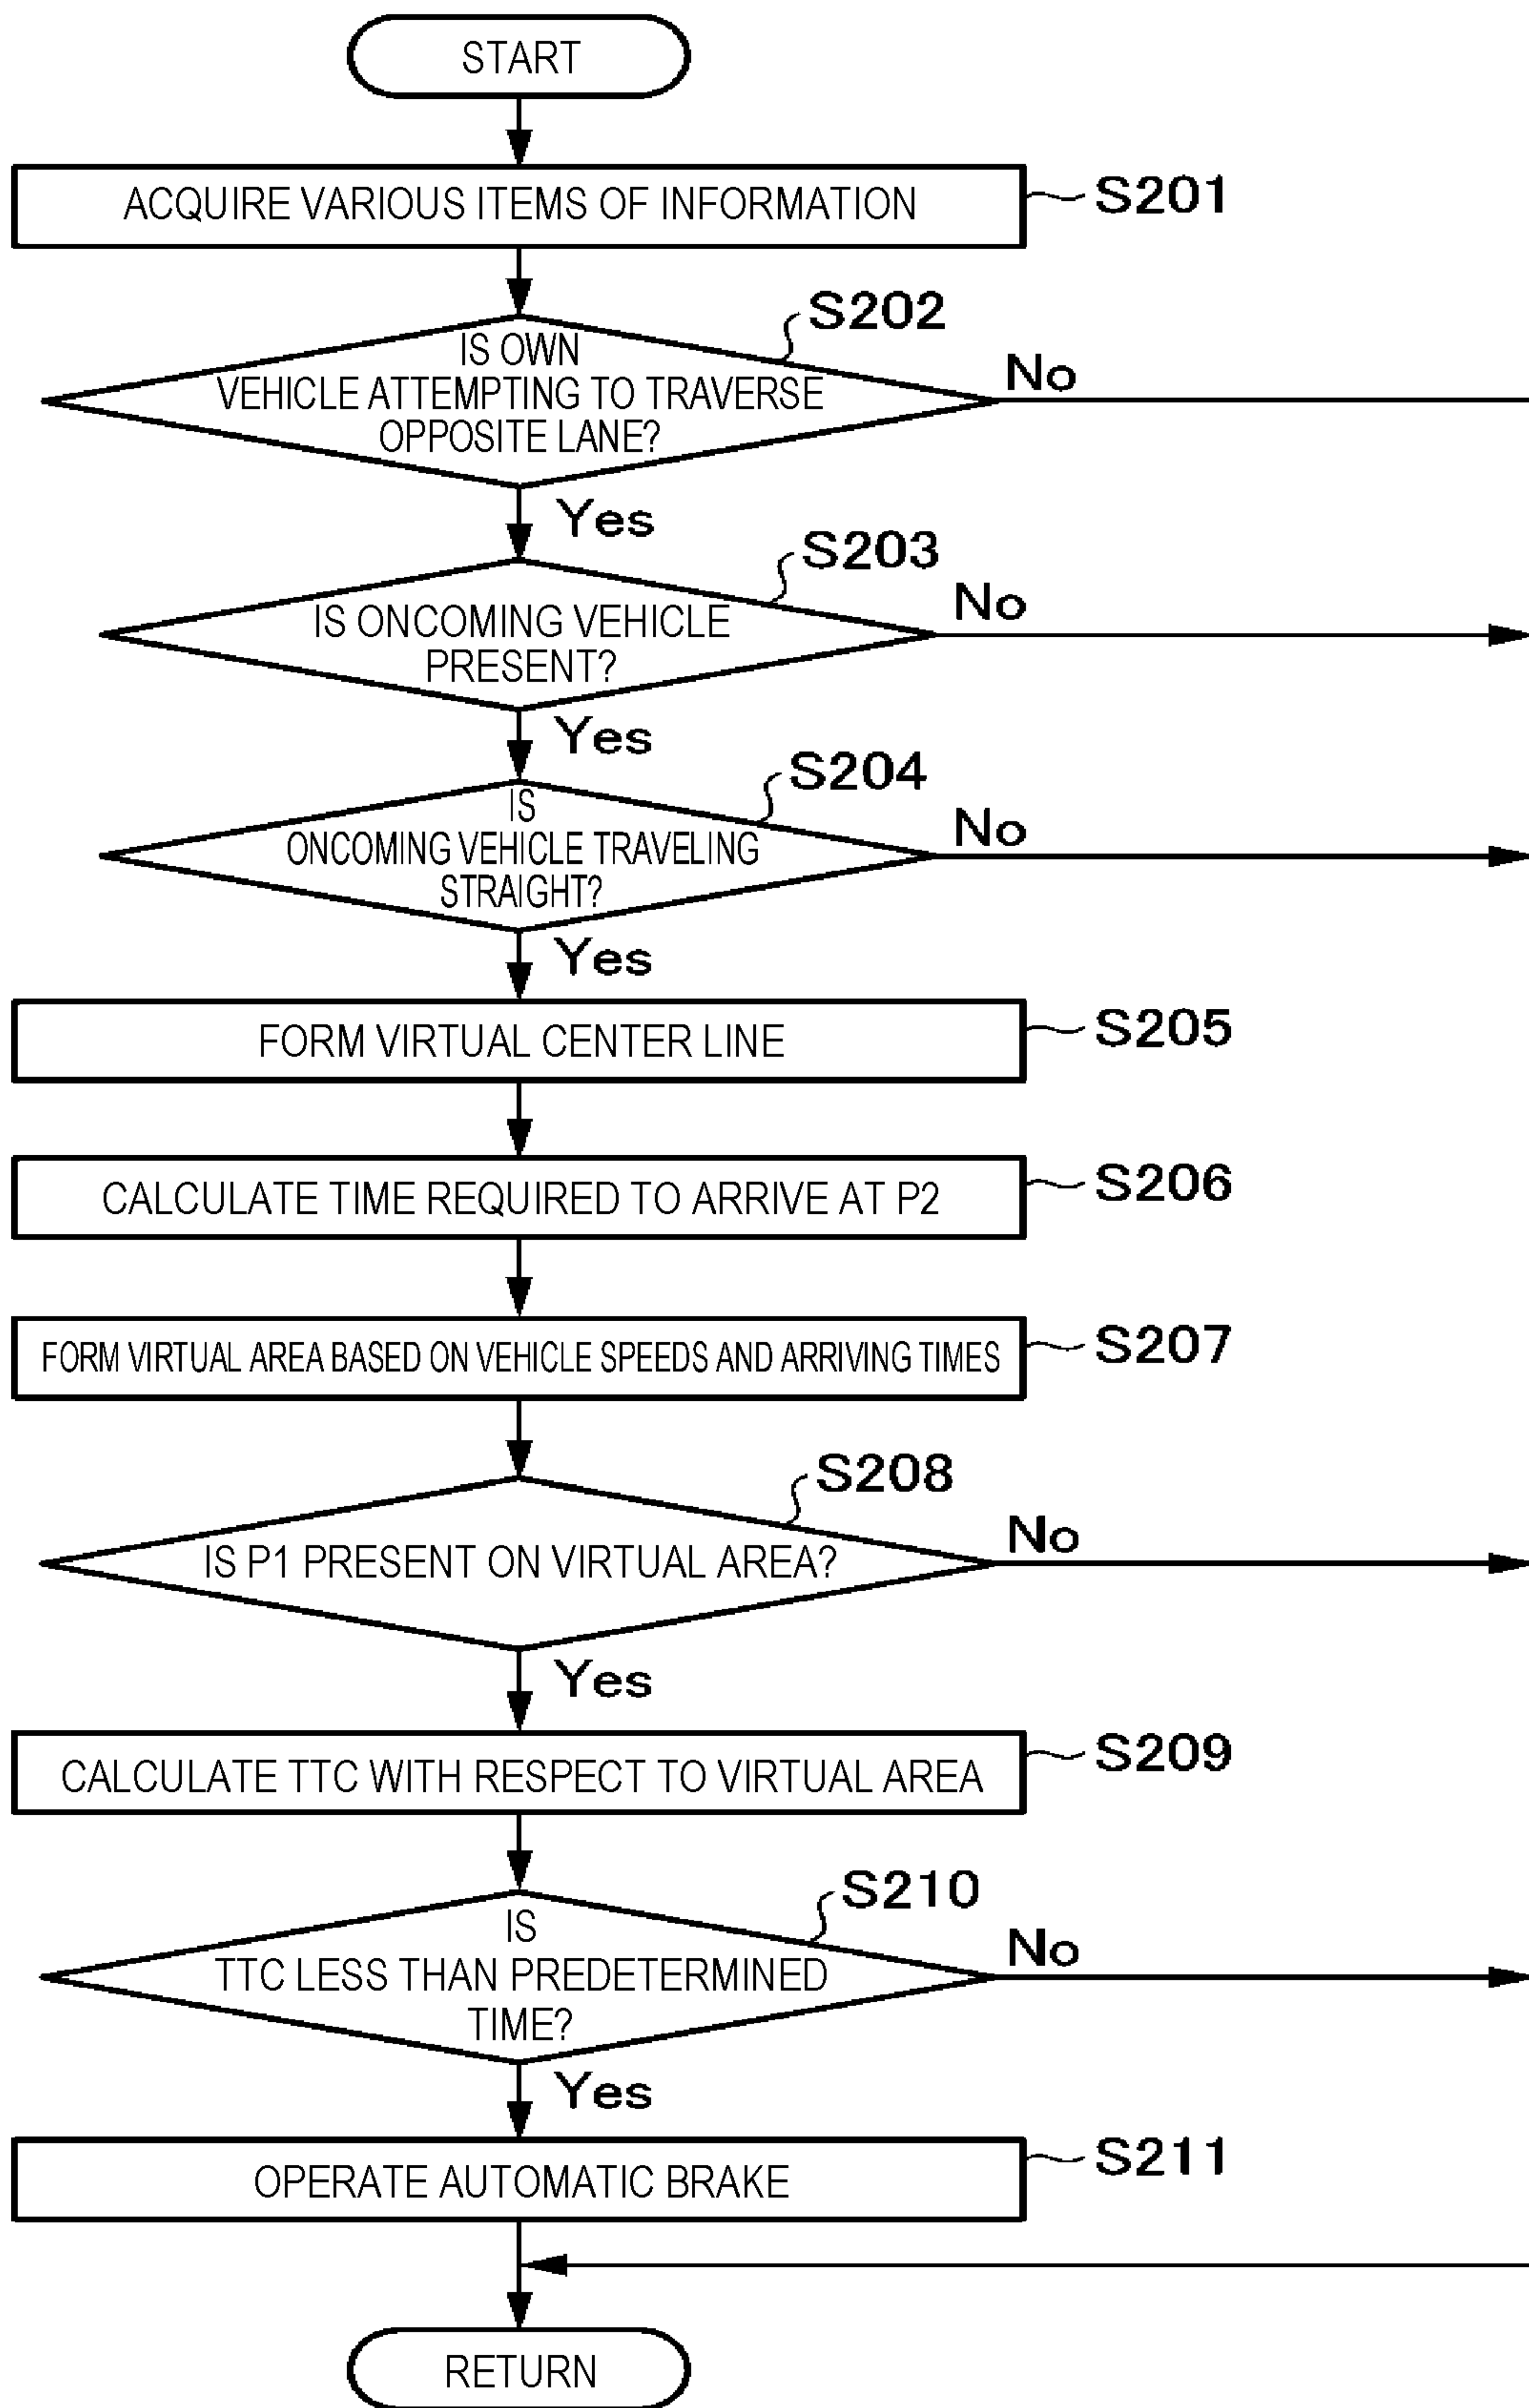 START
ACQUIRE VARIOUS ITEMS OF INFORMATION
S201
S202
IS OWN
VEHICLE ATTEMPTING TO TRAVERSE
OPPOSITE LANE?
No
Yes
S203
IS ONCOMING VEHICLE
PRESENT?
No
Yes
S204
IS
ONCOMING VEHICLE TRAVELING
STRAIGHT?
No
Yes
FORM VIRTUAL CENTER LINE
S205
CALCULATE TIME REQUIRED TO ARRIVE AT P2
S206
FORM VIRTUAL AREA BASED ON VEHICLE SPEEDS AND ARRIVING TIMES
S207
S208
IS P1 PRESENT ON VIRTUAL AREA?
No
Yes
CALCULATE TTC WITH RESPECT TO VIRTUAL AREA
S209
S210
IS
TTC LESS THAN PREDETERMINED
TIME?
No
Yes
OPERATE AUTOMATIC BRAKE
S211
RETURN